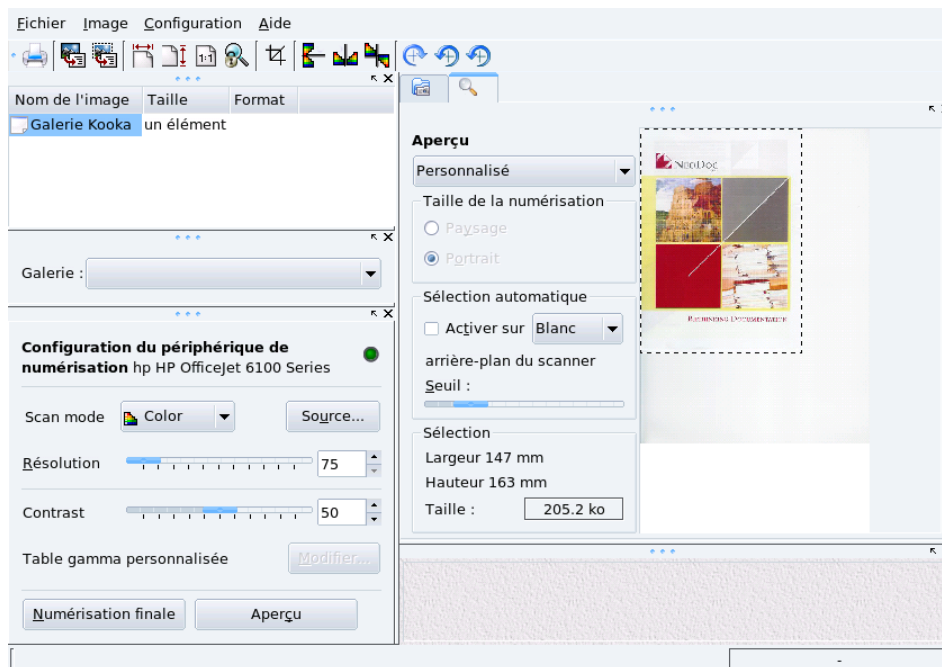 Fichier Image Configuration Aide
Nom de l'image Taille Format
Galerie Kooka un élément
Galerie :
Configuration du périphérique de
numérisation hp HP OfficeJet 6100 Series
Scan mode Color Source...
Résolution 75
Contrast 50
Table gamma personnalisée Modifier...
Numérisation finale Aperçu
Aperçu
Personnalisé
Taille de la numérisation
Paysage
Portrait
Sélection automatique
Activer sur Blanc
arrière-plan du scanner
Seuil :
Sélection
Largeur 147 mm
Hauteur 163 mm
Taille : 205.2 ko
NeoDoc
Rethinking Documentation
-